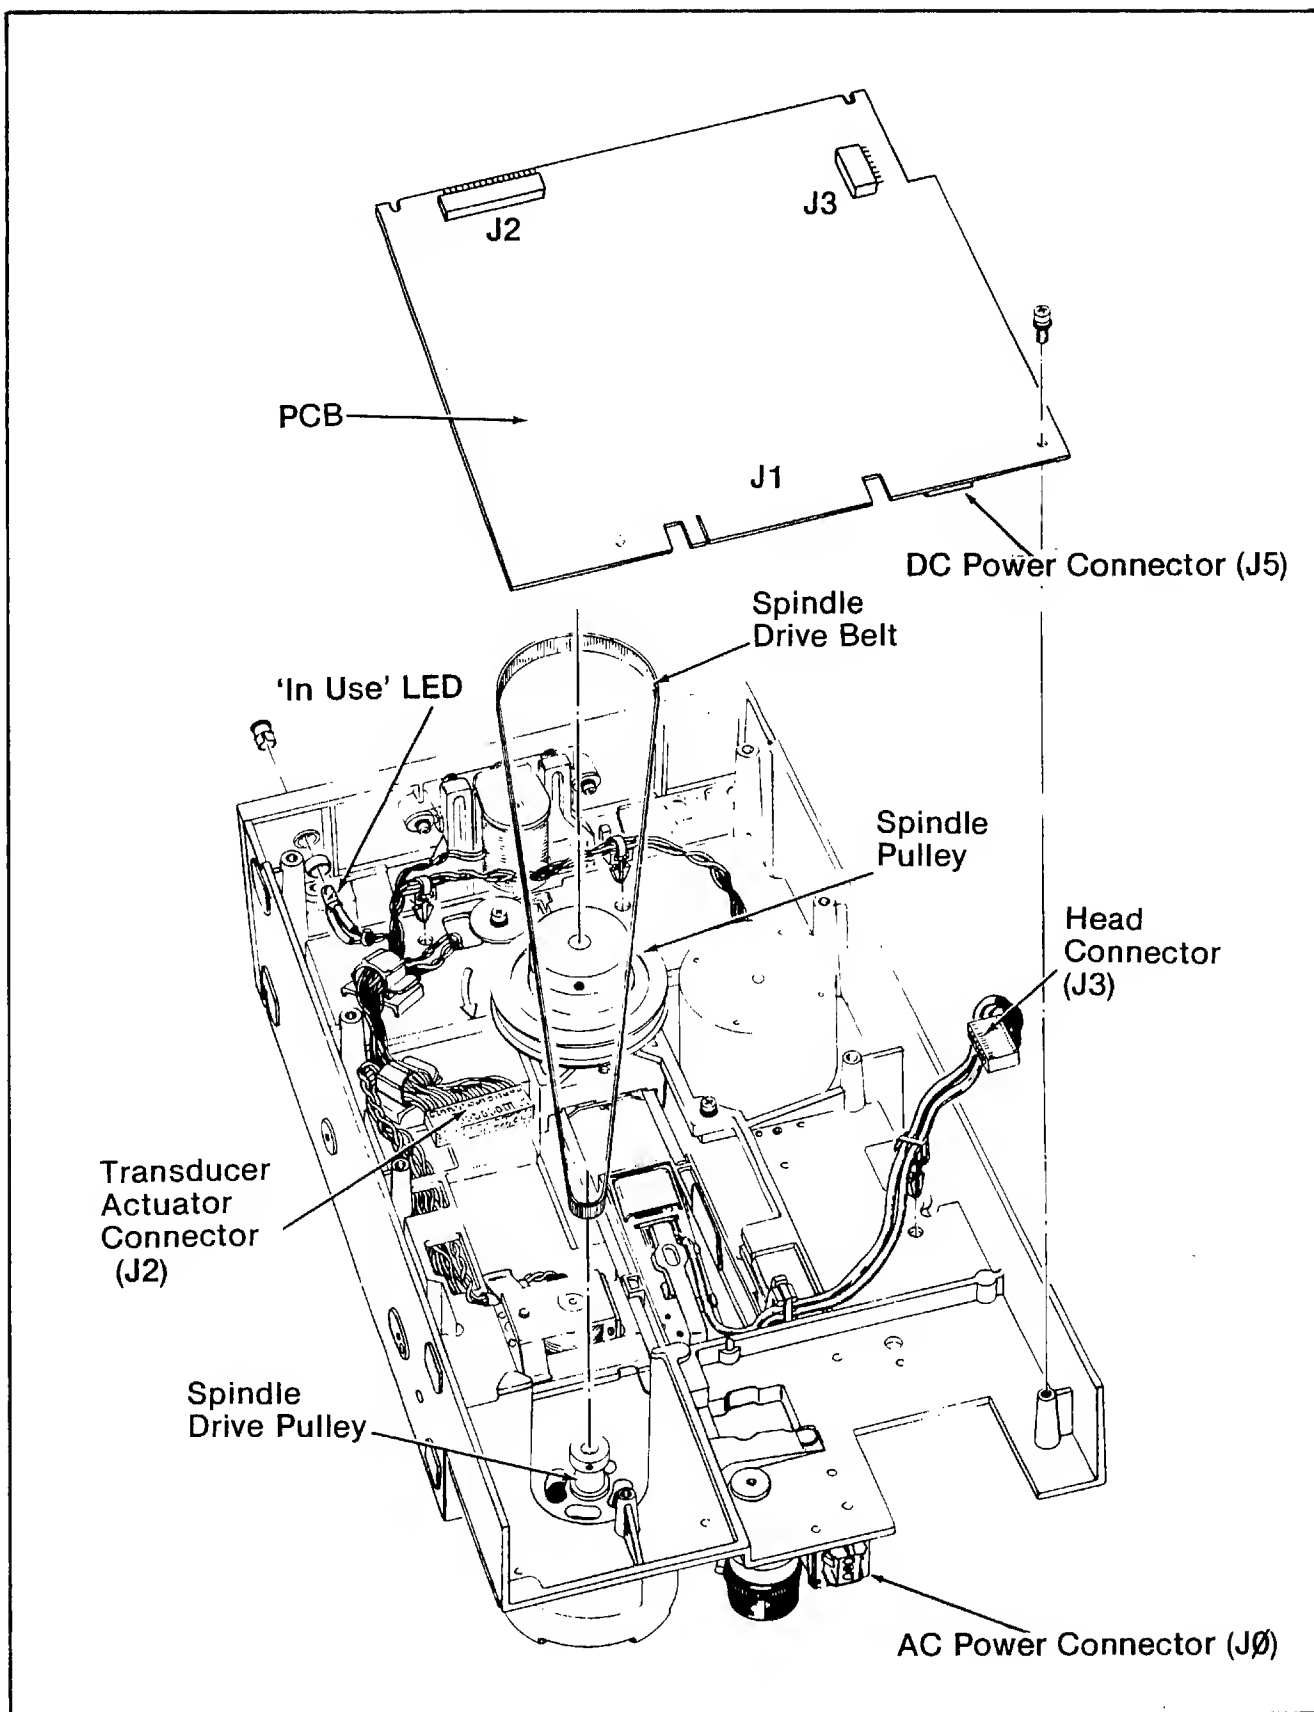 J2
J3
PCB
J1
DC Power Connector (J5)
Spindle
Drive Belt
‘In Use’ LED
Spindle
Pulley
Head
Connector
(J3)
Transducer
Actuator
Connector
(J2)
Spindle
Drive Pulley
AC Power Connector (JØ)